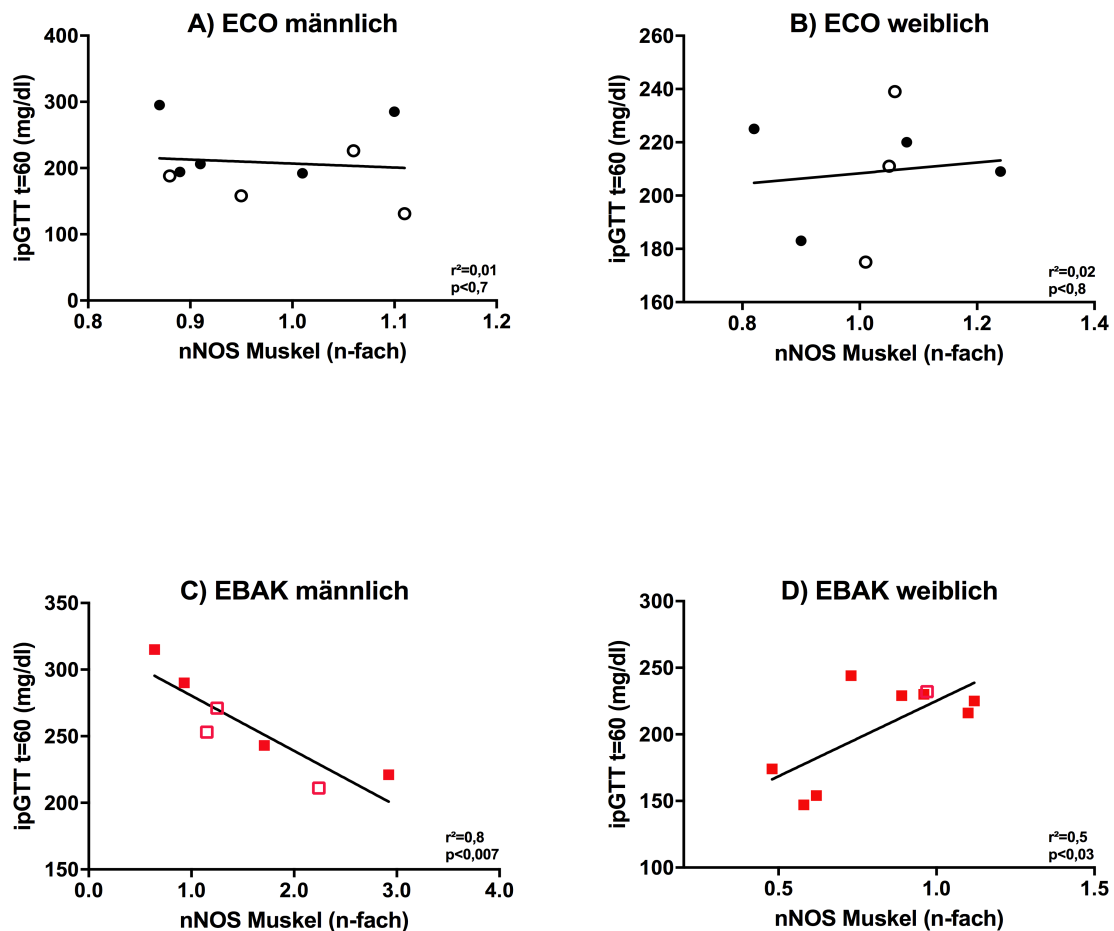 A) ECO männlich
ipGTT t=60 (mg/dl)
400
300
200
100
0
0.8
0.9
1.0
1.1
1.2
nNOS Muskel (n-fach)
r²=0,01
p<0,7
B) ECO weiblich
ipGTT t=60 (mg/dl)
260
240
220
200
180
160
0.8
1.0
1.2
1.4
nNOS Muskel (n-fach)
r²=0,02
p<0,8
C) EBAK männlich
ipGTT t=60 (mg/dl)
350
300
250
200
150
0.0
1.0
2.0
3.0
4.0
nNOS Muskel (n-fach)
r²=0,8
p<0,007
D) EBAK weiblich
ipGTT t=60 (mg/dl)
300
250
200
150
100
0.5
1.0
1.5
nNOS Muskel (n-fach)
r²=0,5
p<0,03